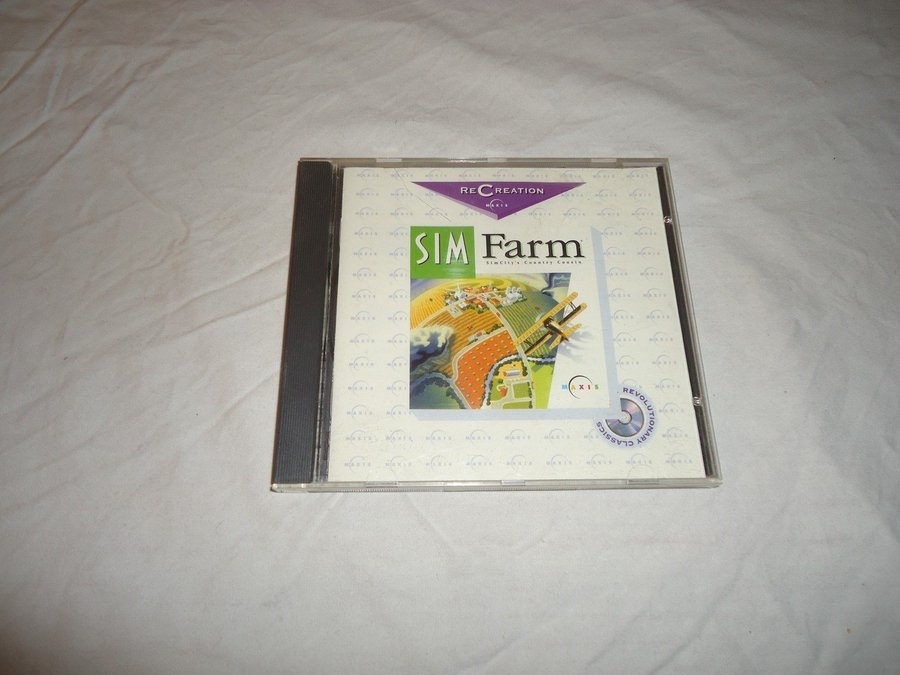 RECREATION
MAXIS
SIM Farm
SimCity's Country Cousin
MAXIS
REVOLUTIONARY CLASSICS